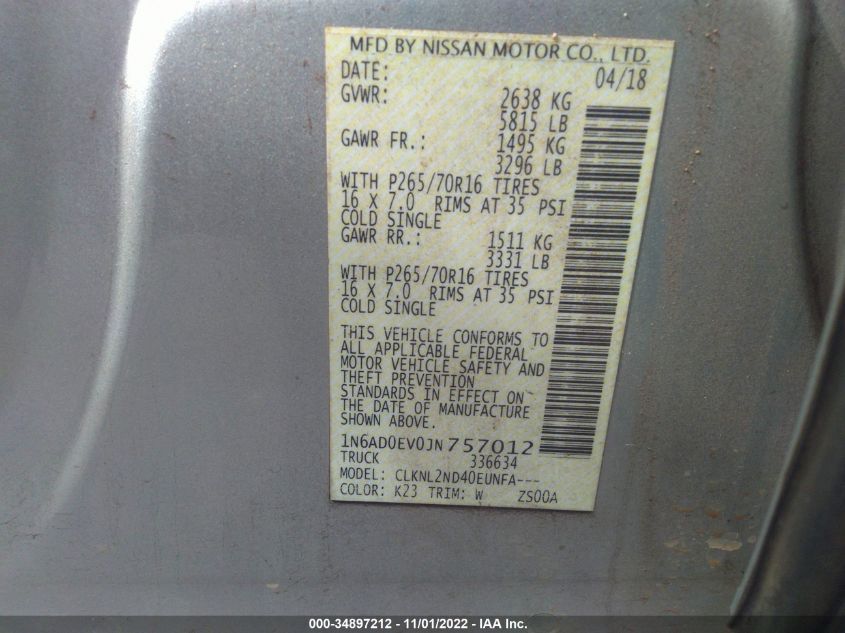 MFD BY NISSAN MOTOR CO., LTD.
DATE: 04/18
GVWR: 2638 KG
5815 LB
GAWR FR.: 1495 KG
3296 LB
WITH P265/70R16 TIRES
16 X 7.0 RIMS AT 35 PSI
COLD SINGLE
GAWR RR.: 1511 KG
3331 LB
WITH P265/70R16 TIRES
16 X 7.0 RIMS AT 35 PSI
COLD SINGLE
THIS VEHICLE CONFORMS TO
ALL APPLICABLE FEDERAL
MOTOR VEHICLE SAFETY AND
THEFT PREVENTION
STANDARDS IN EFFECT ON
THE DATE OF MANUFACTURE
SHOWN ABOVE.
1N6AD0EV0JN757012
TRUCK 336634
MODEL: CLKNL2ND40EUNFA---
COLOR: K23 TRIM: W ZS00A
000-34897212 - 11/01/2022 - IAA Inc.